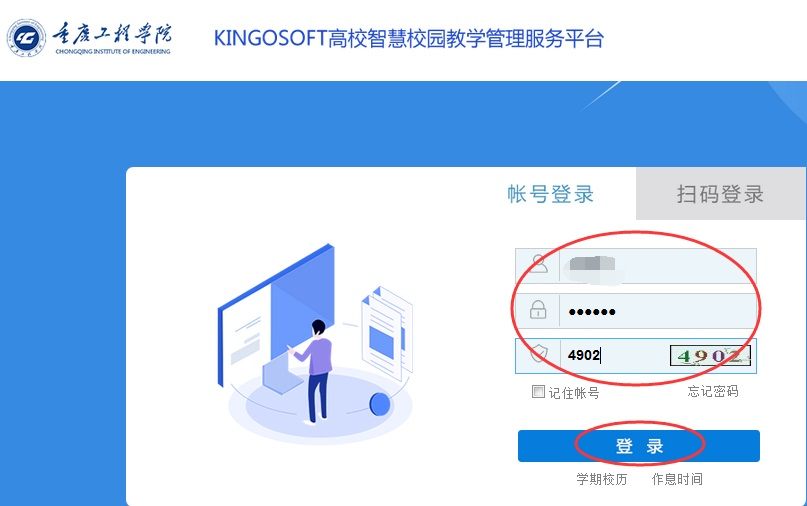 重庆工程学院
CHONGQING INSTITUTE OF ENGINEERING
KINGOSOFT高校智慧校园教学管理服务平台
帐号登录 扫码登录
••••••
4902 4902
记住帐号 忘记密码
登 录
学期校历 作息时间